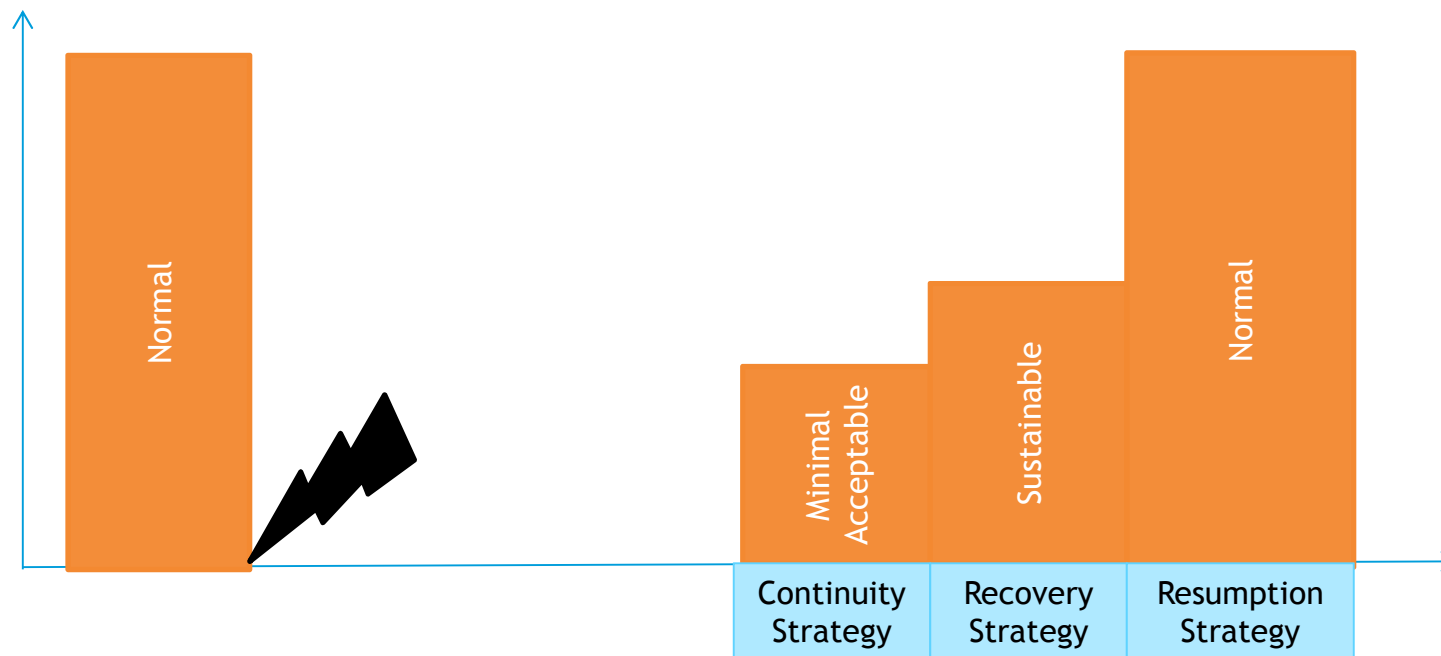 Normal
Minimal
Acceptable
Sustainable
Normal
Continuity
Strategy
Recovery
Strategy
Resumption
Strategy